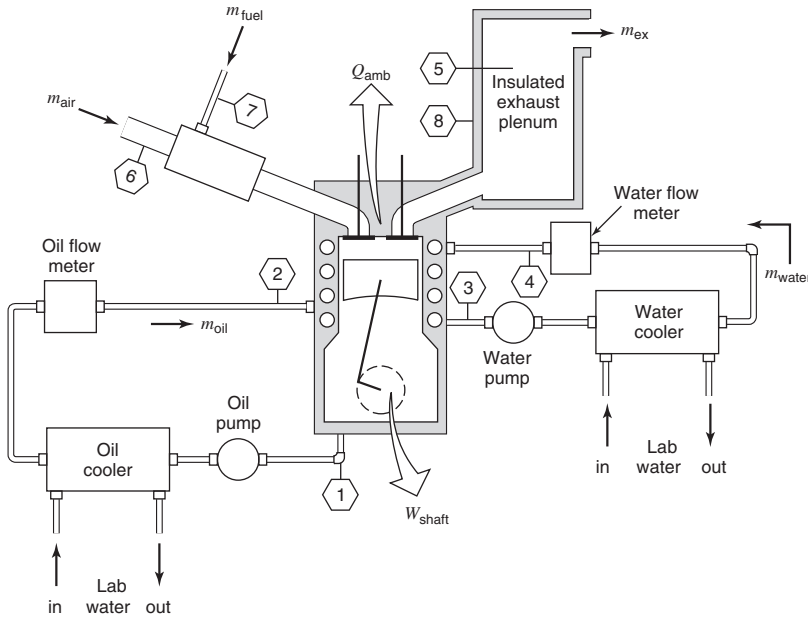 m_fuel
m_air
7
6
Q_amb
5
8
Insulated
exhaust
plenum
m_ex
Oil flow
meter
2
m_oil
Water flow
meter
m_water
4
3
Water
pump
Water
cooler
Oil
pump
Oil
cooler
1
W_shaft
in
Lab
water
out
in
Lab
water
out